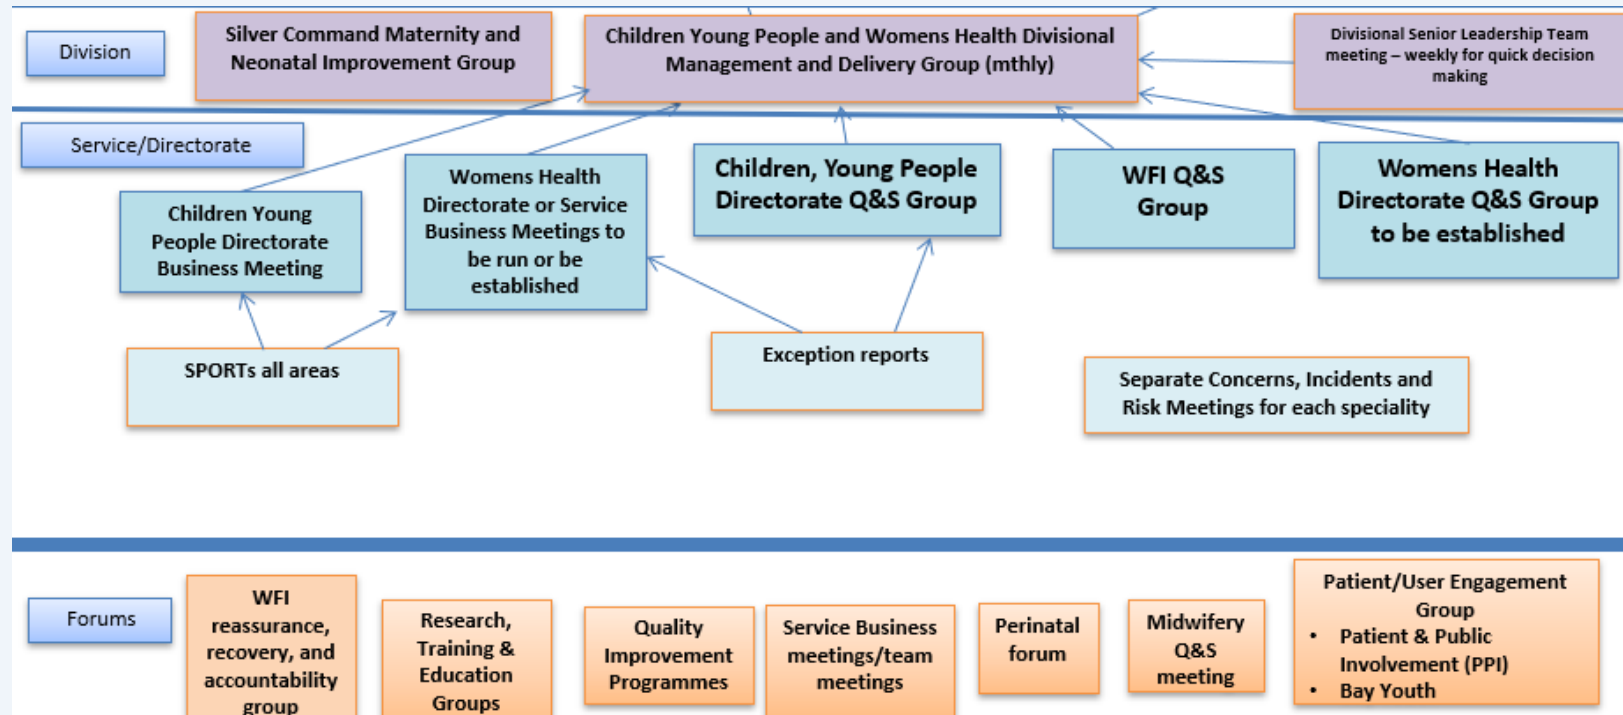 Division
Silver Command Maternity and
Neonatal Improvement Group
Children Young People and Womens Health Divisional
Management and Delivery Group (mthly)
Divisional Senior Leadership Team
meeting – weekly for quick decision
making
Service/Directorate
Children Young
People Directorate
Business Meeting
Womens Health
Directorate or Service
Business Meetings to
be run or be
established
Children, Young People
Directorate Q&S Group
WFI Q&S
Group
Womens Health
Directorate Q&S Group
to be established
SPORTs all areas
Exception reports
Separate Concerns, Incidents and
Risk Meetings for each speciality
Forums
WFI
reassurance,
recovery, and
accountability
group
Research,
Training &
Education
Groups
Quality
Improvement
Programmes
Service Business
meetings/team
meetings
Perinatal
forum
Midwifery
Q&S
meeting
Patient/User Engagement
Group
• Patient & Public
Involvement (PPI)
• Bay Youth